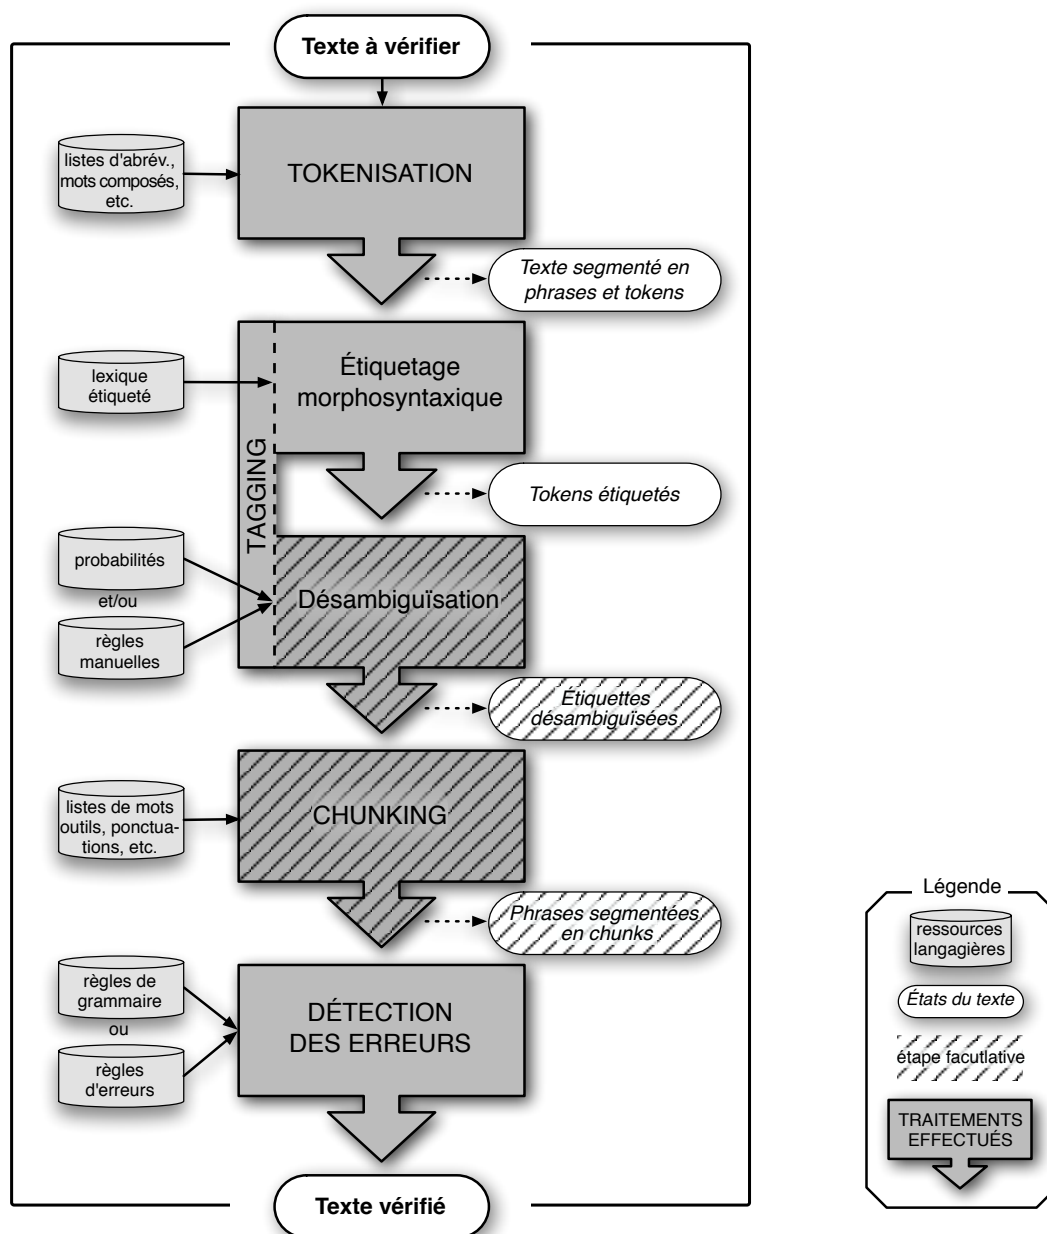 Texte à vérifier
listes d'abrév.,
mots composés,
etc.
TOKENISATION
Texte segmenté en
phrases et tokens
lexique
étiqueté
Étiquetage
morphosyntaxique
TAGGING
Tokens étiquetés
probabilités
et/ou
règles
manuelles
Désambiguïsation
Étiquettes
désambiguïsées
listes de mots
outils, ponctua-
tions, etc.
CHUNKING
Phrases segmentées
en chunks
règles de
grammaire
ou
règles
d'erreurs
DÉTECTION
DES ERREURS
Texte vérifié
Légende
ressources
langagières
États du texte
étape facutlative
TRAITEMENTS
EFFECTUÉS